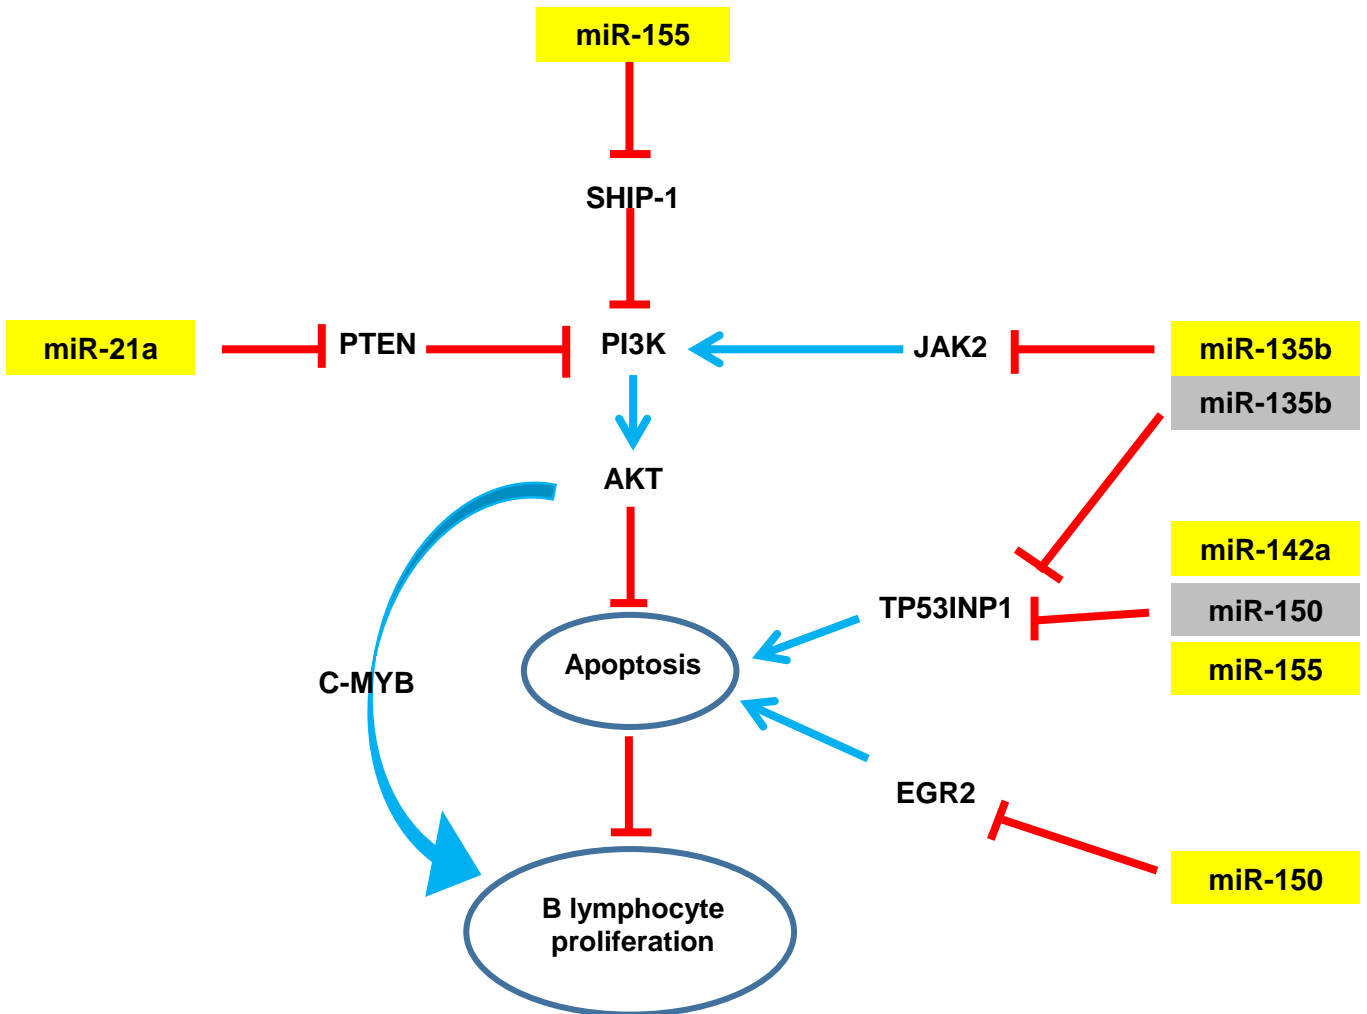 miR-155
SHIP-1
miR-21a
PTEN
PI3K
JAK2
miR-135b
miR-135b
AKT
miR-142a
TP53INP1
miR-150
miR-155
Apoptosis
C-MYB
EGR2
miR-150
B lymphocyte
proliferation